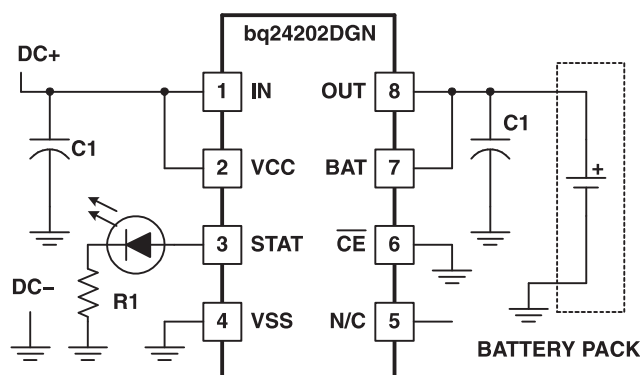 bq24202DGN
DC+
1 IN OUT 8
C1 C1
+
2 VCC BAT 7
3 STAT CE 6
DC– R1
4 VSS N/C 5
BATTERY PACK